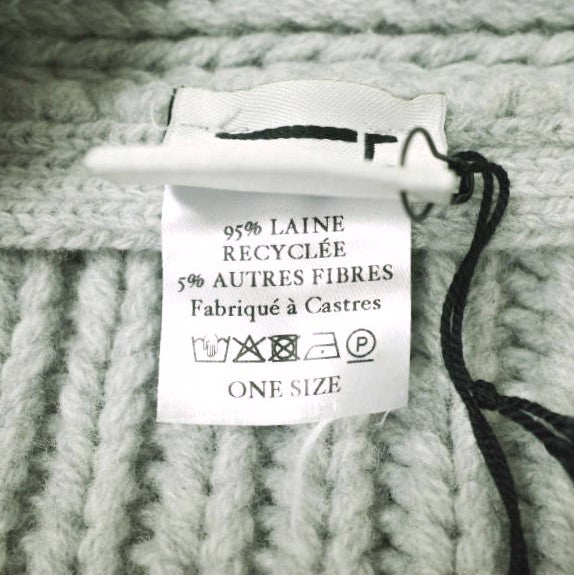 95% LAINE
RECYCLÉE
5% AUTRES FIBRES
Fabriqué à Castres
P
ONE SIZE